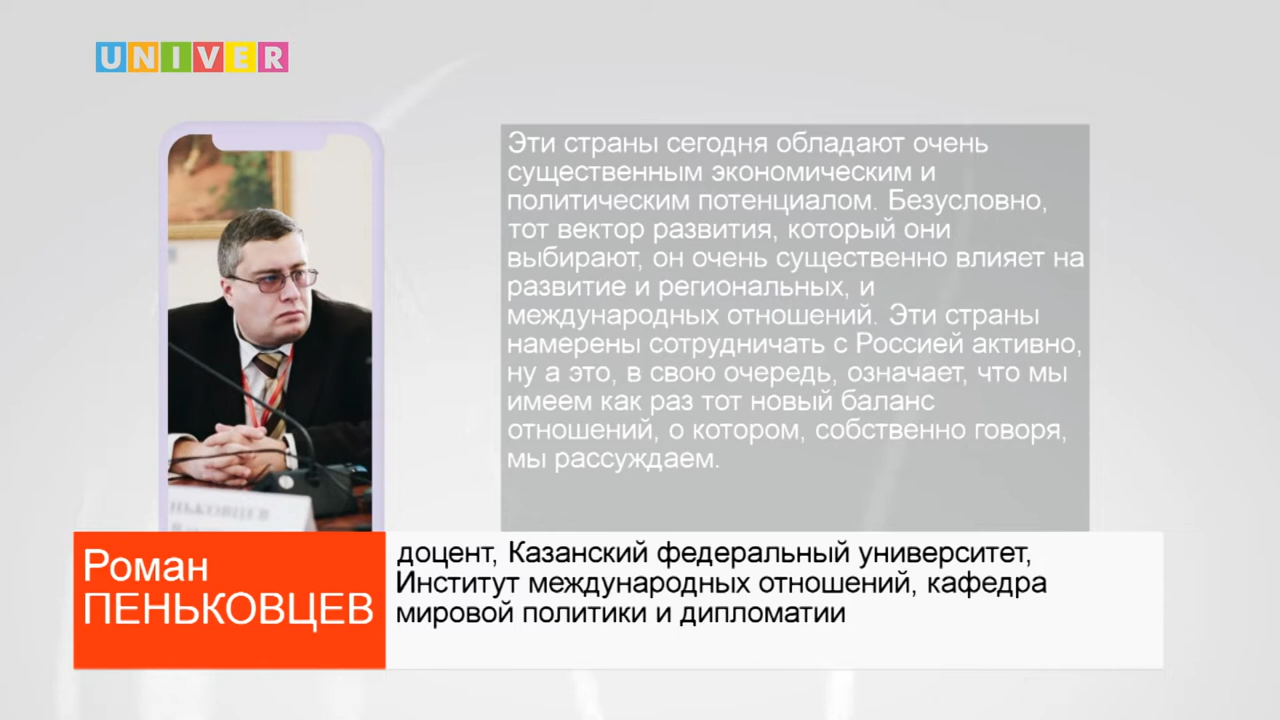 UNIVER
Эти страны сегодня обладают очень
существенным экономическим и
политическим потенциалом. Безусловно,
тот вектор развития, который они
выбирают, он очень существенно влияет на
развитие и региональных, и
международных отношений. Эти страны
намерены сотрудничать с Россией активно,
ну а это, в свою очередь, означает, что мы
имеем как раз тот новый баланс
отношений, о котором, собственно говоря,
мы рассуждаем.
Роман
ПЕНЬКОВЦЕВ
доцент, Казанский федеральный университет,
Институт международных отношений, кафедра
мировой политики и дипломатии